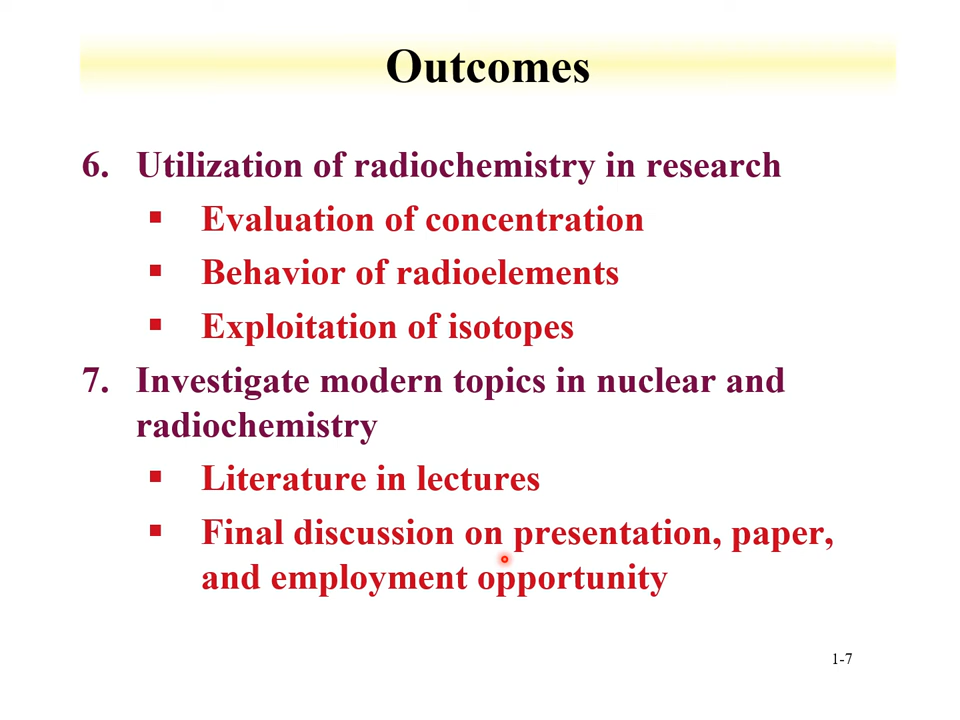 Outcomes
6. Utilization of radiochemistry in research
▪ Evaluation of concentration
▪ Behavior of radioelements
▪ Exploitation of isotopes
7. Investigate modern topics in nuclear and
radiochemistry
▪ Literature in lectures
▪ Final discussion on presentation, paper,
and employment opportunity
1-7